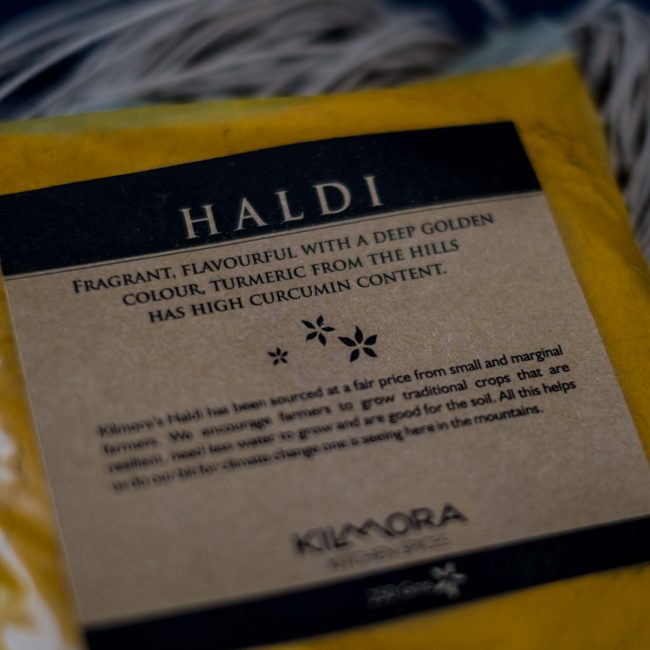 HALDI
FRAGRANT, FLAVOURFUL WITH A DEEP GOLDEN
COLOUR, TURMERIC FROM THE HILLS
HAS HIGH CURCUMIN CONTENT.
Kilmora's Haldi has been sourced at a fair price from small and marginal
farmers. We encourage farmers to grow traditional crops that are
resilient, need less water to grow and are good for the soil. All this helps
us do our bit for climate change one is seeing here in the mountains.
KILMORA
KITCHEN SPICES